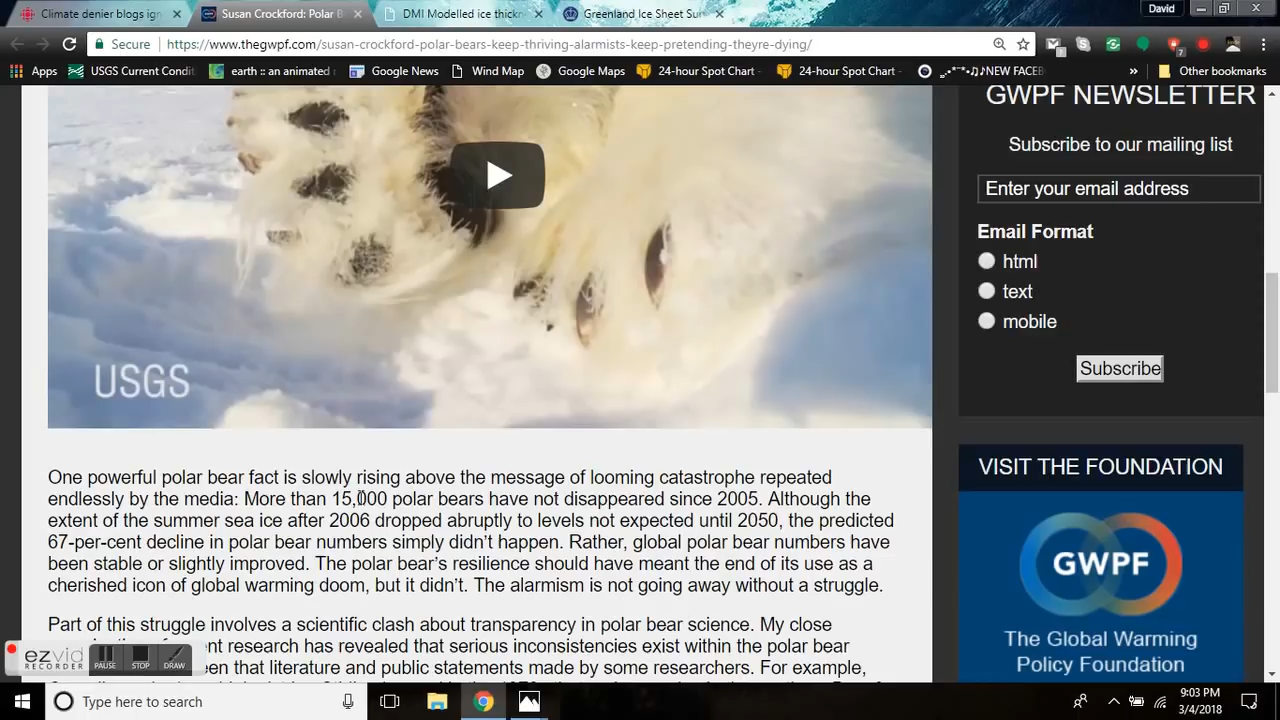 Climate denier blogs ign
Susan Crockford: Polar B
DMI Modelled ice thickn
Greenland Ice Sheet Sur
David
Secure
https://www.thegwpf.com/susan-crockford-polar-bears-keep-thriving-alarmists-keep-pretending-theyre-dying/
Apps
USGS Current Condit
earth :: an animated
Google News
Wind Map
Google Maps
24-hour Spot Chart -
24-hour Spot Chart -
NEW FACEB
»
Other bookmarks
USGS
One powerful polar bear fact is slowly rising above the message of looming catastrophe repeated
endlessly by the media: More than 15,000 polar bears have not disappeared since 2005. Although the
extent of the summer sea ice after 2006 dropped abruptly to levels not expected until 2050, the predicted
67-per-cent decline in polar bear numbers simply didn’t happen. Rather, global polar bear numbers have
been stable or slightly improved. The polar bear’s resilience should have meant the end of its use as a
cherished icon of global warming doom, but it didn’t. The alarmism is not going away without a struggle.
Part of this struggle involves a scientific clash about transparency in polar bear science. My close
research has revealed that serious inconsistencies exist within the polar bear
that literature and public statements made by some researchers. For example,
GWPF NEWSLETTER
Subscribe to our mailing list
Enter your email address
Email Format
html
text
mobile
Subscribe
VISIT THE FOUNDATION
GWPF
The Global Warming
Policy Foundation
ezvid
RECORDER
PAUSE
STOP
DRAW
Type here to search
9:03 PM
3/4/2018